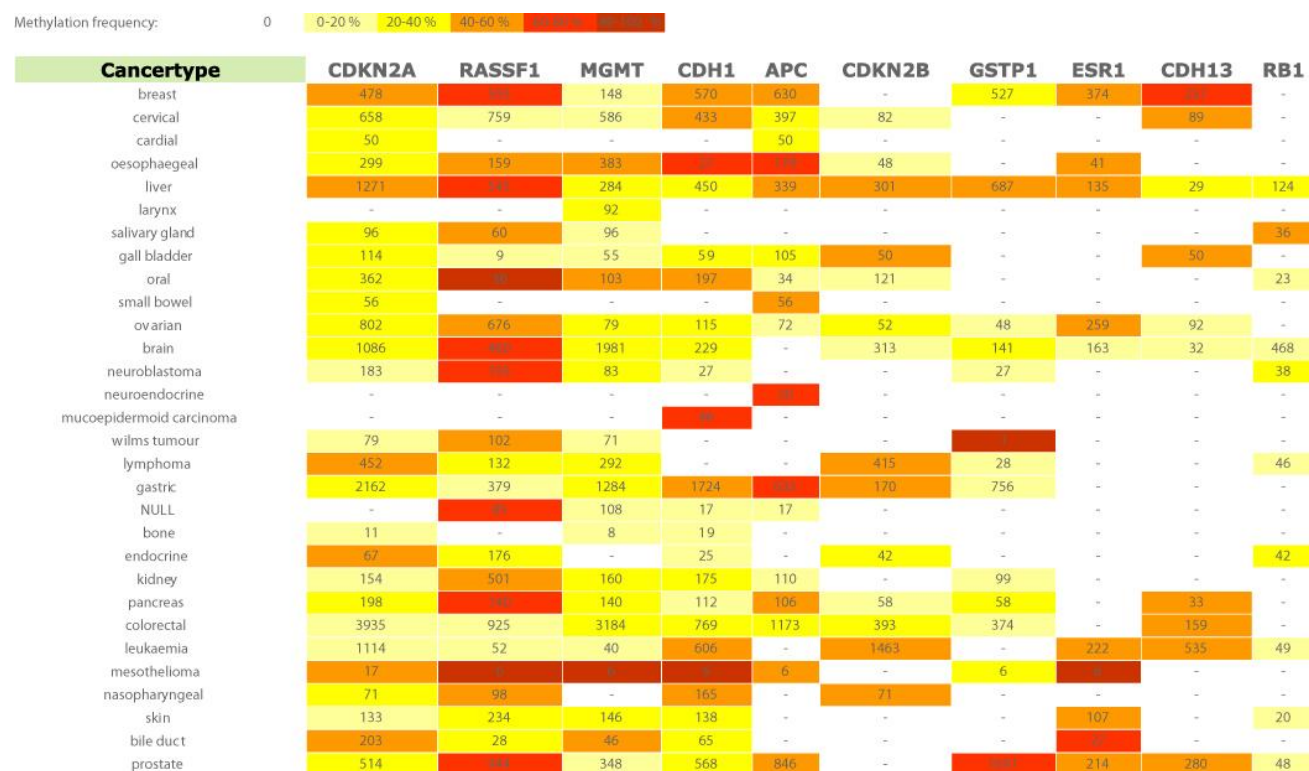 Methylation frequency: 0 0-20 % 20-40 % 40-60 %
Cancertype CDKN2A RASSF1 MGMT CDH1 APC CDKN2B GSTP1 ESR1 CDH13 RB1
breast 478 148 570 630 - 527 374 -
cervical 658 759 586 433 397 82 - - 89 -
cardial 50 - - - 50 - - - - -
oesophaegeal 299 159 383 48 - 41 - -
liver 1271 284 450 339 301 687 135 29 124
larynx - - 92 - - - - - - -
salivary gland 96 60 96 - - - - - - 36
gall bladder 114 9 55 59 105 50 - - 50 -
oral 362 103 197 34 121 - - - 23
small bowel 56 - - - 56 - - - - -
ovarian 802 676 79 115 72 52 48 259 92 -
brain 1086 1981 229 - 313 141 163 32 468
neuroblastoma 183 83 27 - - 27 - - 38
neuroendocrine - - - - - - - - -
mucoepidermoid carcinoma - - - - - - - - -
wilms tumour 79 102 71 - - - - - -
lymphoma 452 132 292 - - 415 28 - - 46
gastric 2162 379 1284 1724 170 756 - - -
NULL - 108 17 17 - - - - -
bone 11 - 8 19 - - - - - -
endocrine 67 176 - 25 - 42 - - - 42
kidney 154 501 160 175 110 - 99 - - -
pancreas 198 140 112 106 58 58 - 33 -
colorectal 3935 925 3184 769 1173 393 374 - 159 -
leukaemia 1114 52 40 606 - 1463 - 222 535 49
mesothelioma 17 6 - 6 - -
nasopharyngeal 71 98 - 165 - 71 - - - -
skin 133 234 146 138 - - - 107 - 20
bile duct 203 28 46 65 - - - - -
prostate 514 348 568 846 - 214 280 48